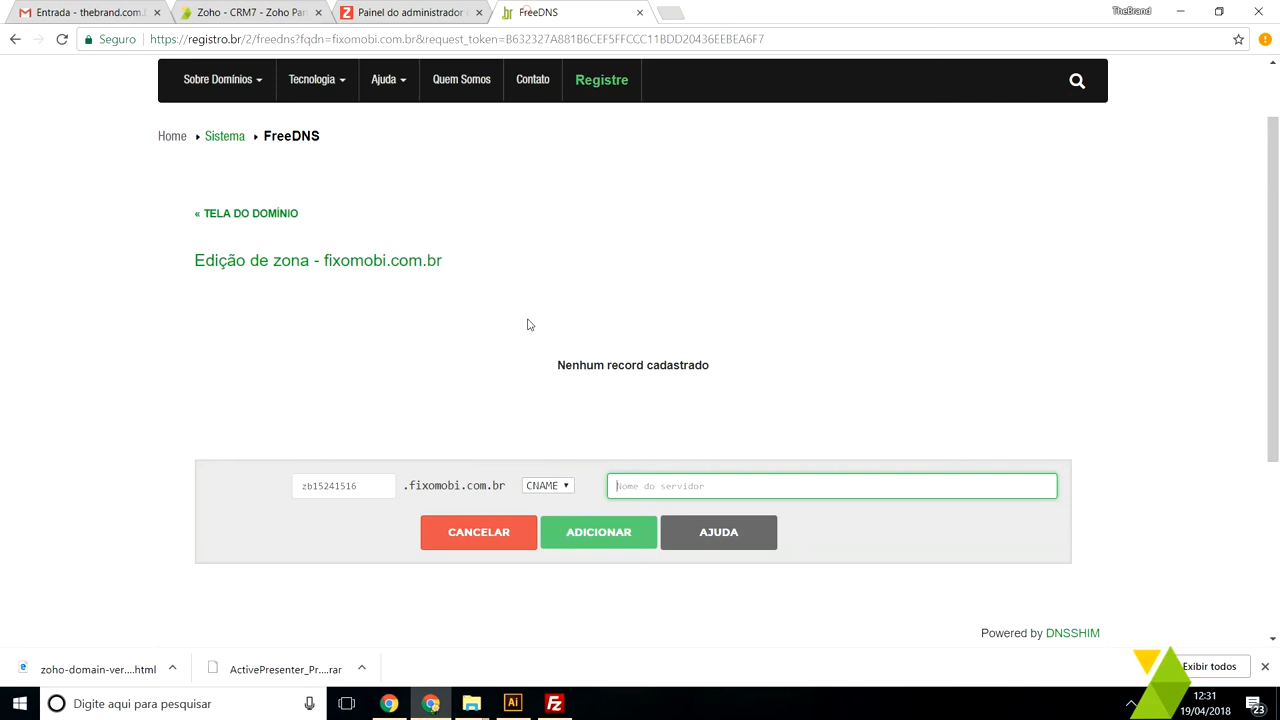 Entrada - thebrand.com.b
Zoho - CRM7 - Zoho Par
Painel do administrador
FreeDNS
TheBrand
Seguro
https://registro.br/2/freedns?fqdn=fixomobi.com.br&request_token=B632327A881B6CEF5FFCCC11BDD20436EEBEA6F7
Sobre Domínios
Tecnologia
Ajuda
Quem Somos
Contato
Registre
Home
Sistema
FreeDNS
« TELA DO DOMÍNIO
Edição de zona - fixomobi.com.br
Nenhum record cadastrado
zb15241516
.fixomobi.com.br
CNAME
Nome do servidor
CANCELAR
ADICIONAR
AJUDA
Powered by DNSSHIM
zoho-domain-ver....html
ActivePresenter_Pr....rar
Exibir todos
Digite aqui para pesquisar
Ai
Fz
12:31
19/04/2018
23